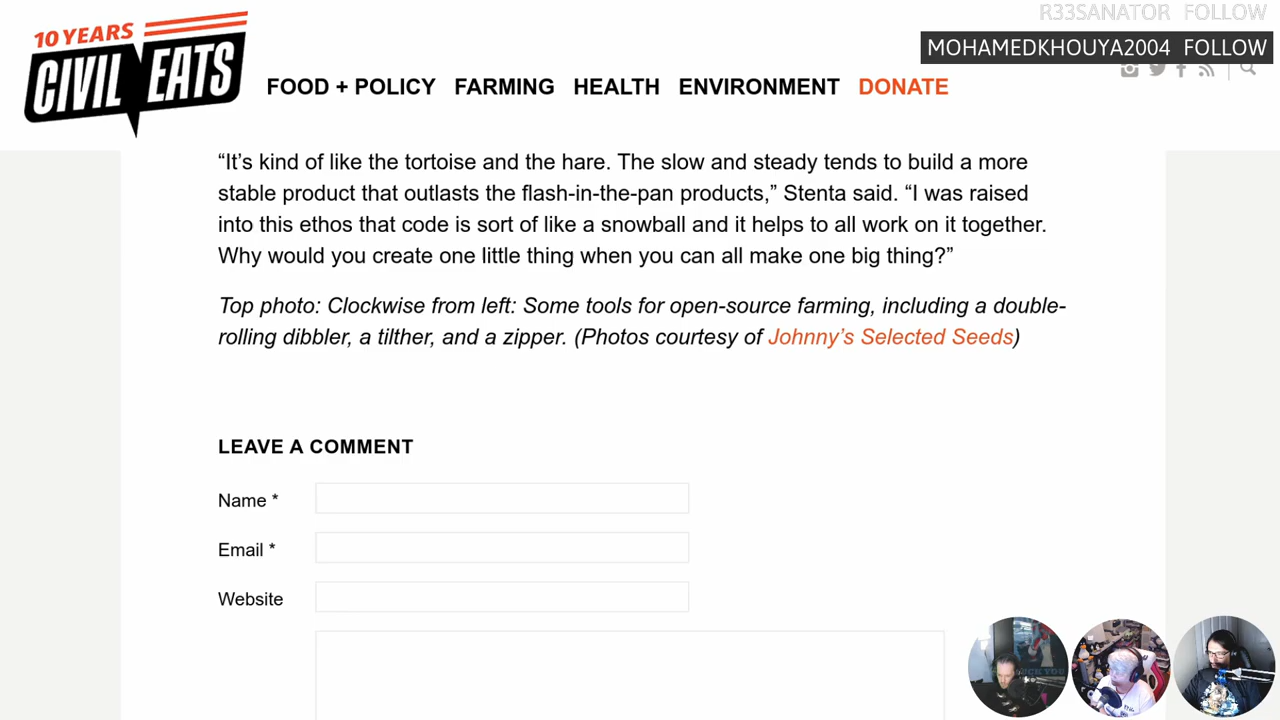 R33SANATOR FOLLOW
MOHAMEDKHOUYA2004 FOLLOW
10 YEARS
CIVIL EATS
FOOD + POLICY FARMING HEALTH ENVIRONMENT DONATE
“It’s kind of like the tortoise and the hare. The slow and steady tends to build a more
stable product that outlasts the flash-in-the-pan products,” Stenta said. “I was raised
into this ethos that code is sort of like a snowball and it helps to all work on it together.
Why would you create one little thing when you can all make one big thing?”
Top photo: Clockwise from left: Some tools for open-source farming, including a double-
rolling dibbler, a tilther, and a zipper. (Photos courtesy of Johnny’s Selected Seeds)
LEAVE A COMMENT
Name *
Email *
Website